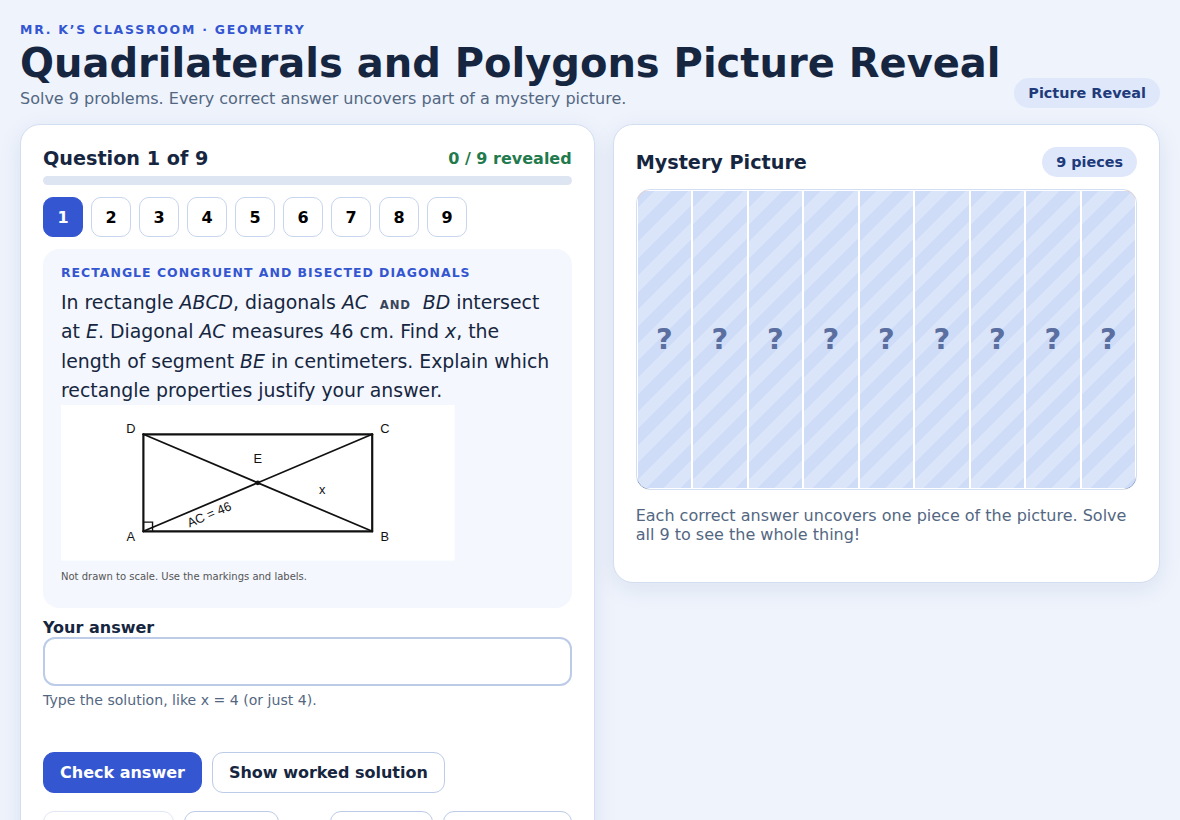 MR. K’S CLASSROOM · GEOMETRY
Quadrilaterals and Polygons Picture Reveal
Solve 9 problems. Every correct answer uncovers part of a mystery picture.
Picture Reveal
Question 1 of 9
0 / 9 revealed
1 2 3 4 5 6 7 8 9
RECTANGLE CONGRUENT AND BISECTED DIAGONALS
In rectangle ABCD, diagonals AC AND BD intersect
at E. Diagonal AC measures 46 cm. Find x, the
length of segment BE in centimeters. Explain which
rectangle properties justify your answer.
D
C
E
x
AC = 46
A
B
Not drawn to scale. Use the markings and labels.
Your answer
Type the solution, like x = 4 (or just 4).
Check answer
Show worked solution
Mystery Picture
9 pieces
? ? ? ? ? ? ? ? ?
Each correct answer uncovers one piece of the picture. Solve
all 9 to see the whole thing!